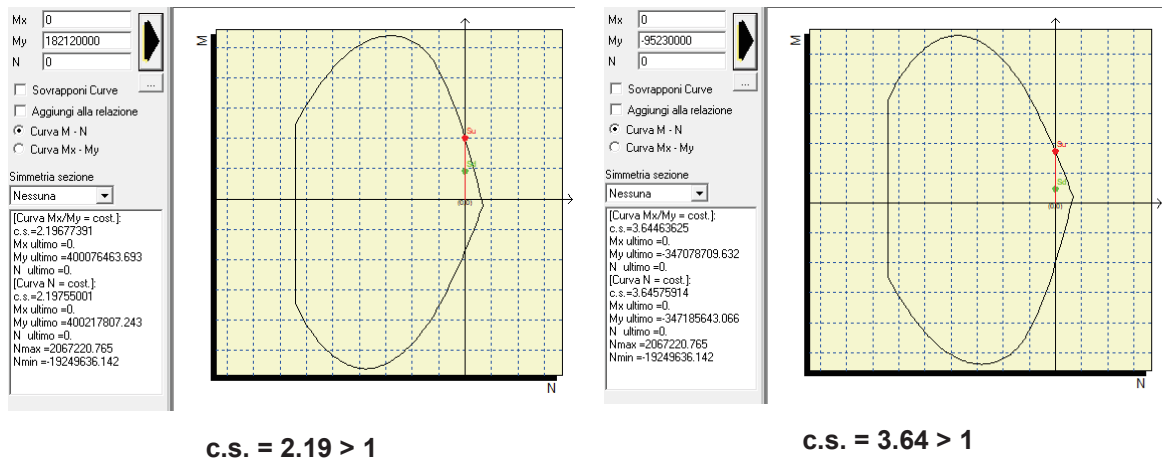 Mx 0
My 182120000
N 0
...
Sovrapponi Curve
Aggiungi alla relazione
Curva M - N
Curva Mx - My
Simmetria sezione
Nessuna
[Curva Mx/My = cost.]:
c.s.=2.19677391
Mx ultimo =0.
My ultimo =400076463.693
N ultimo =0.
[Curva N = cost.]:
c.s.=2.19755001
Mx ultimo =0.
My ultimo =400217807.243
N ultimo =0.
Nmax =2067220.765
Nmin =-19249636.142
M
Su
Sd
(0,0)
N
c.s. = 2.19 > 1
Mx 0
My -95230000
N 0
...
Sovrapponi Curve
Aggiungi alla relazione
Curva M - N
Curva Mx - My
Simmetria sezione
Nessuna
[Curva Mx/My = cost.]:
c.s.=3.64463625
Mx ultimo =0.
My ultimo =-347078709.632
N ultimo =0.
[Curva N = cost.]:
c.s.=3.64575914
Mx ultimo =0.
My ultimo =-347185643.066
N ultimo =0.
Nmax =2067220.765
Nmin =-19249636.142
M
Su
Sd
(0,0)
N
c.s. = 3.64 > 1